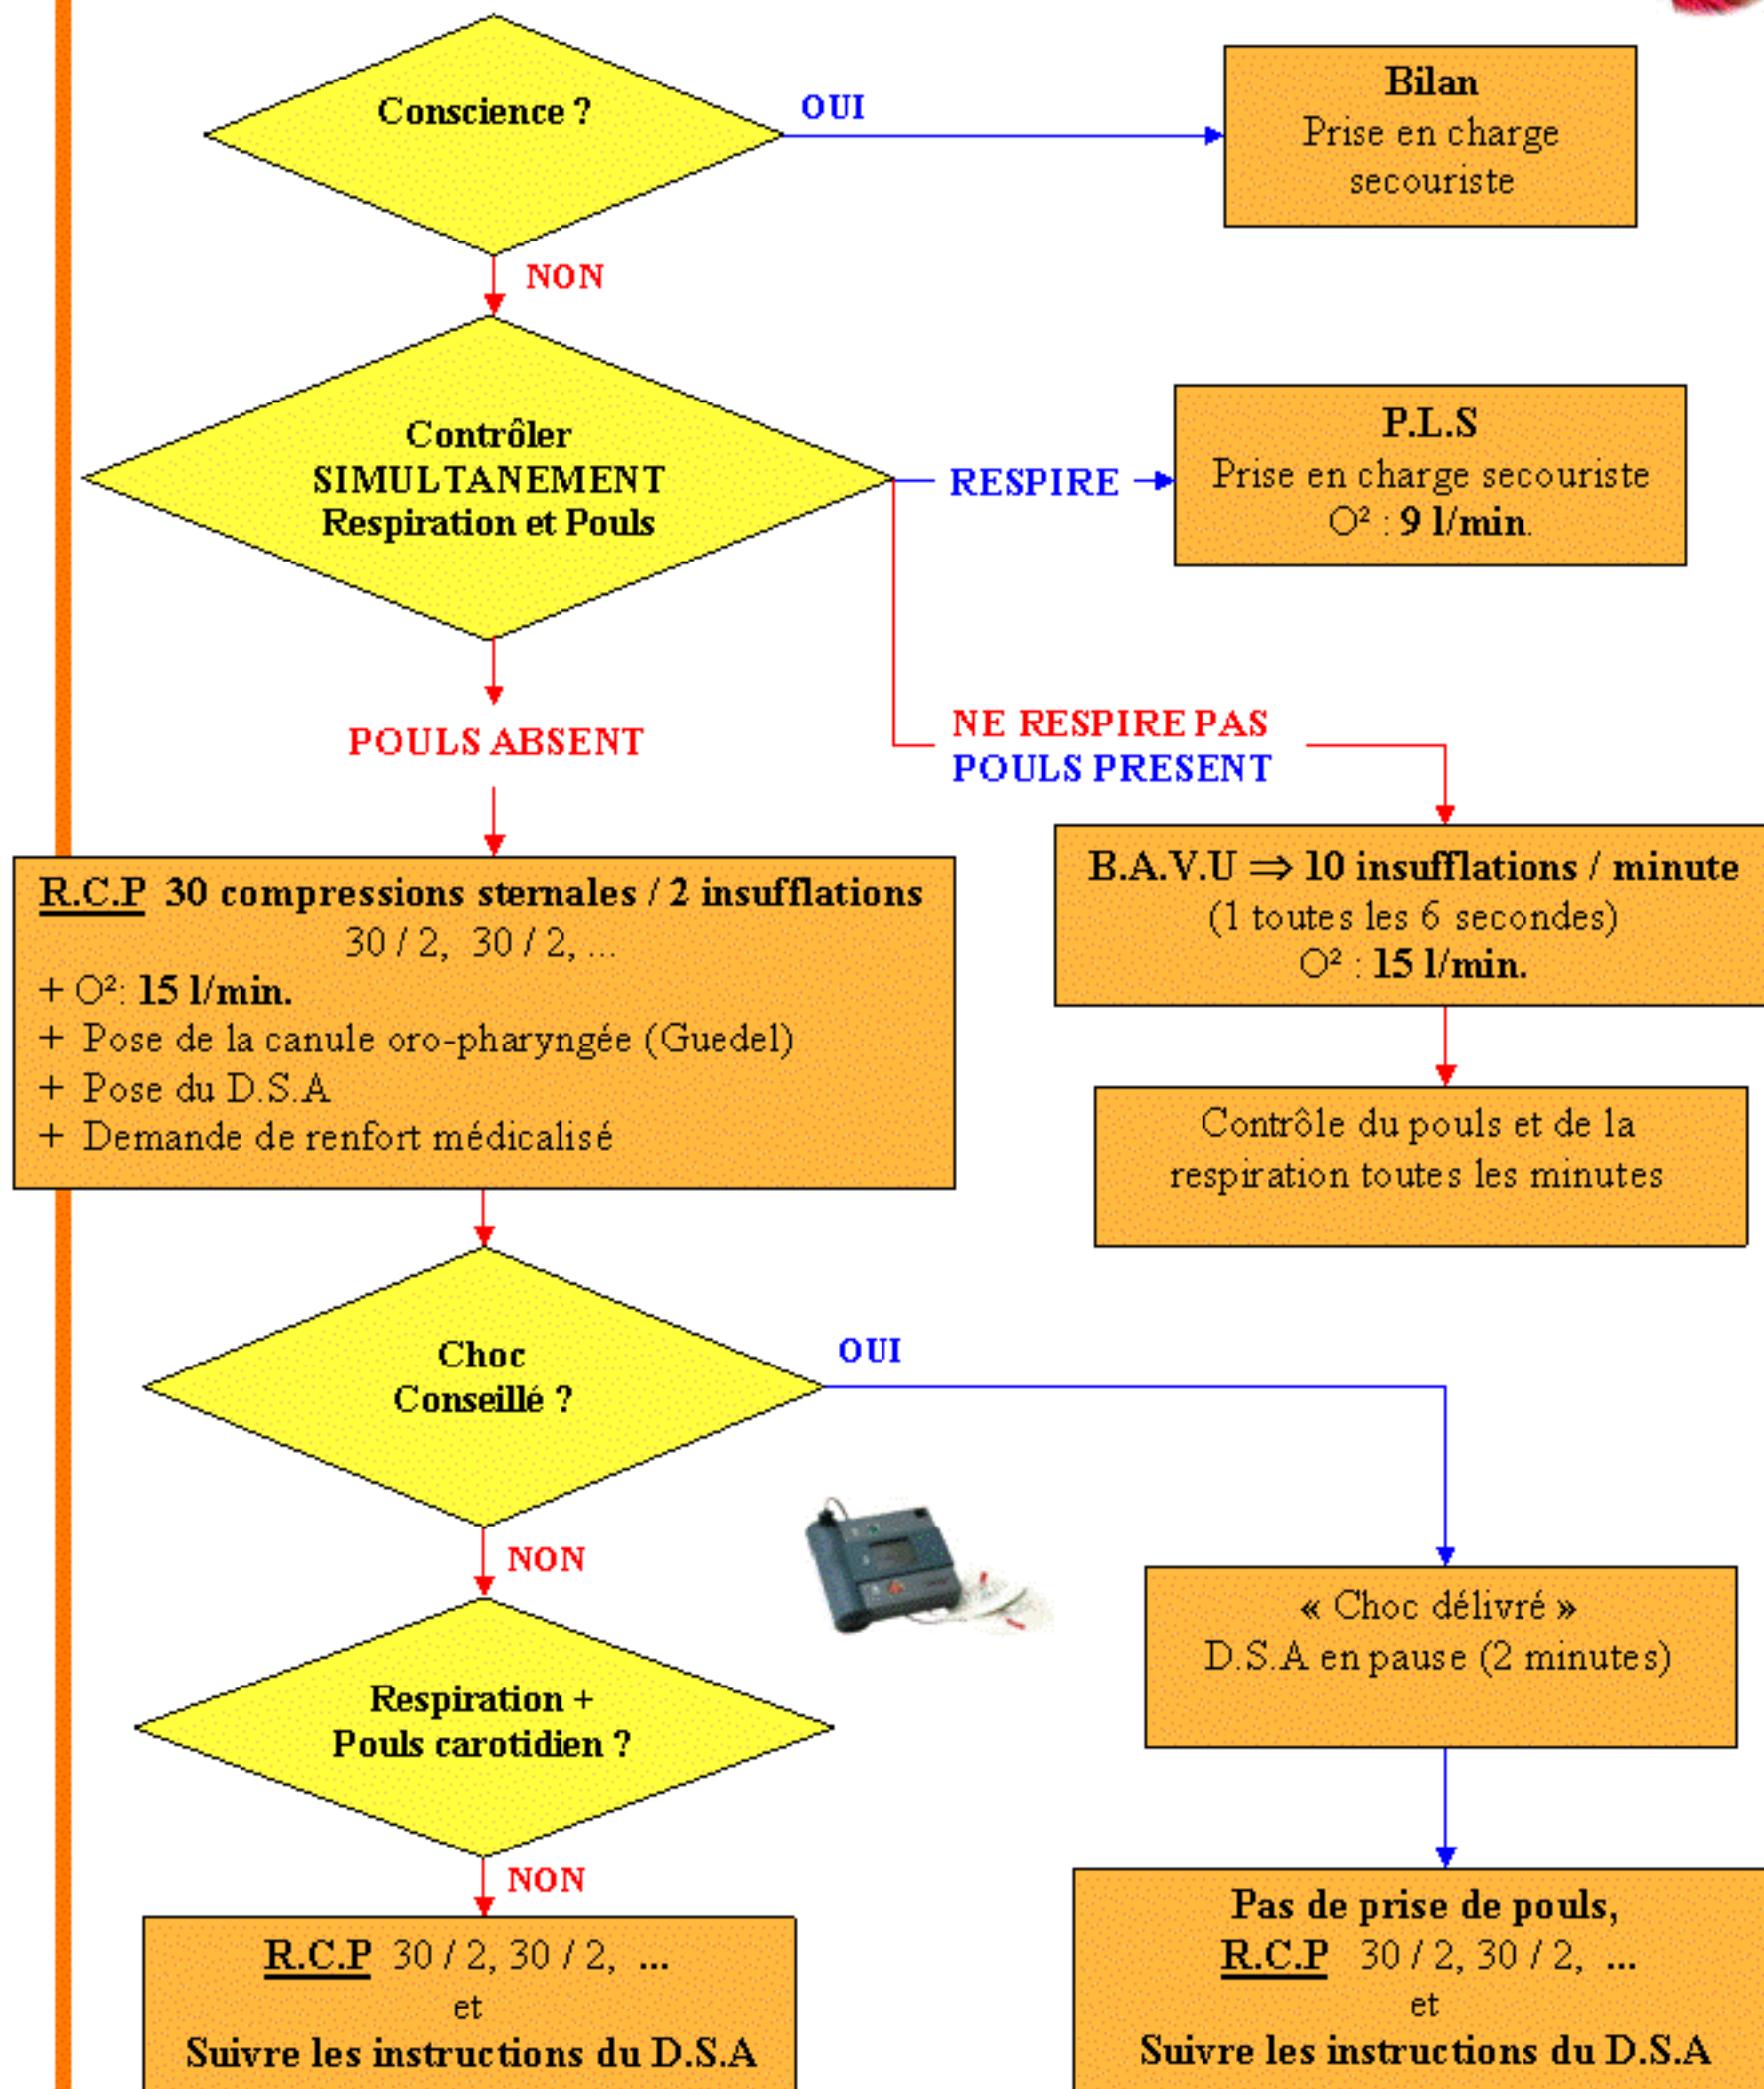 Conscience ?
OUI
Bilan
Prise en charge
secouriste
NON
Contrôler
SIMULTANEMENT
Respiration et Pouls
RESPIRE
P.L.S
Prise en charge secouriste
O² : 9 l/min.
POULS ABSENT
NE RESPIRE PAS
POULS PRESENT
R.C.P 30 compressions sternales / 2 insufflations
30 / 2, 30 / 2, ...
+ O²: 15 l/min.
+ Pose de la canule oro-pharyngée (Guedel)
+ Pose du D.S.A
+ Demande de renfort médicalisé
B.A.V.U ⇒ 10 insufflations / minute
(1 toutes les 6 secondes)
O² : 15 l/min.
Contrôle du pouls et de la
respiration toutes les minutes
Choc
Conseillé ?
OUI
NON
« Choc délivré »
D.S.A en pause (2 minutes)
Respiration +
Pouls carotidien ?
NON
R.C.P 30 / 2, 30 / 2, ...
et
Suivre les instructions du D.S.A
Pas de prise de pouls,
R.C.P 30 / 2, 30 / 2, ...
et
Suivre les instructions du D.S.A